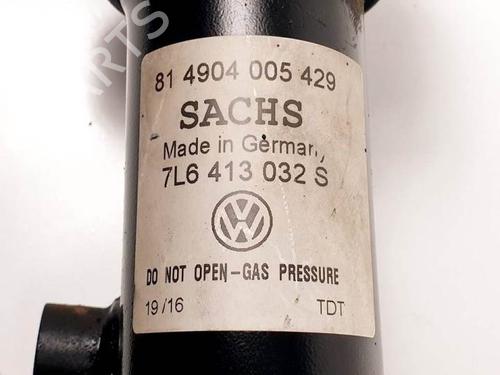 81 4904 005 429
SACHS
Made in Germany
7L6 413 032 S
DO NOT OPEN-GAS PRESSURE
19/16 TDT
PARTS